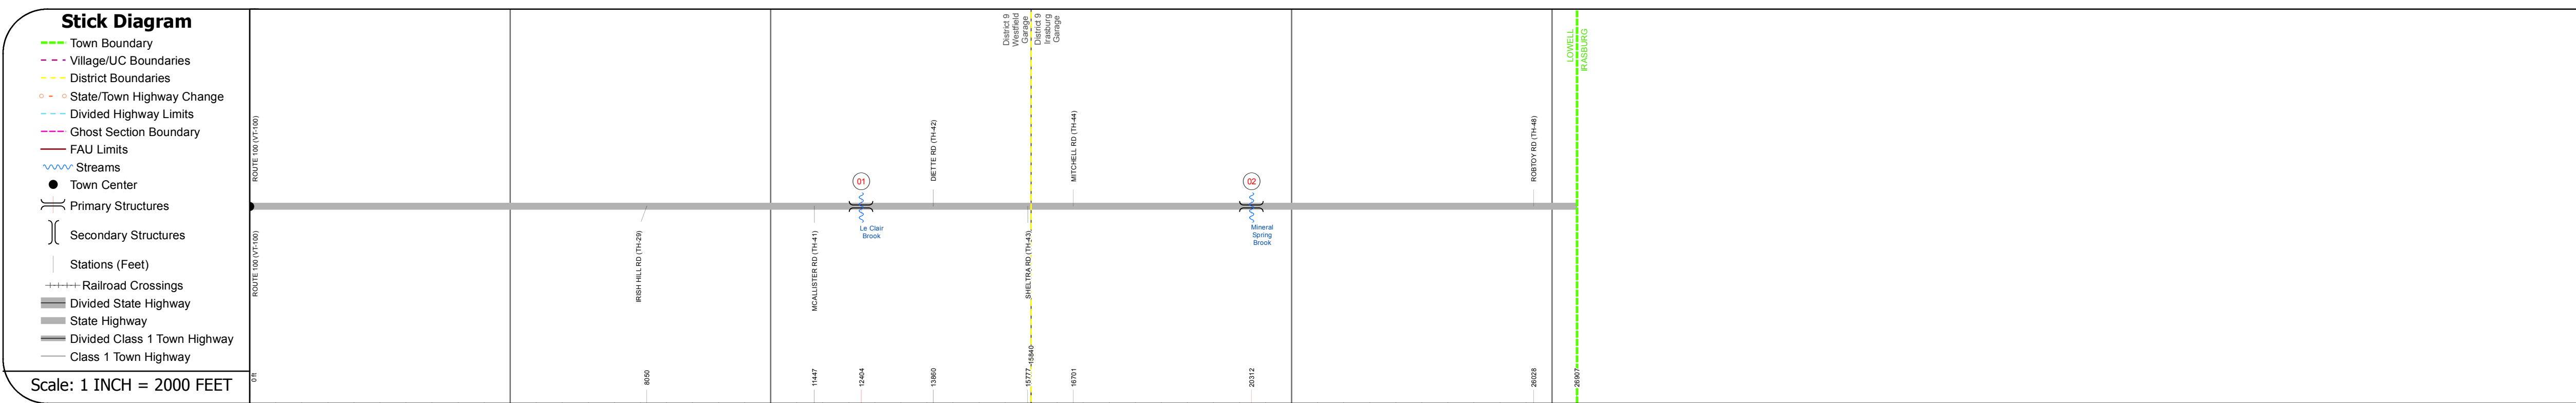 Stick Diagram
Town Boundary
Village/UC Boundaries
District Boundaries
State/Town Highway Change
Divided Highway Limits
Ghost Section Boundary
FAU Limits
Streams
Town Center
Primary Structures
Secondary Structures
Stations (Feet)
Railroad Crossings
Divided State Highway
State Highway
Divided Class 1 Town Highway
Class 1 Town Highway
Scale: 1 INCH = 2000 FEET
ROUTE 100 (VT-100)
ROUTE 100 (VT-100)
0 ft
IRISH HILL RD (TH-29)
8050
MCALLISTER RD (TH-41)
11447
01
Le Clair
Brook
12404
DIETTE RD (TH-42)
13860
District 9
Westfield
Garage
District 9
Irasburg
Garage
SHELTRA RD (TH-43)
15777
15840
MITCHELL RD (TH-44)
16701
02
Mineral
Spring
Brook
20312
ROBTOY RD (TH-48)
26028
LOWELL
IRASBURG
26907